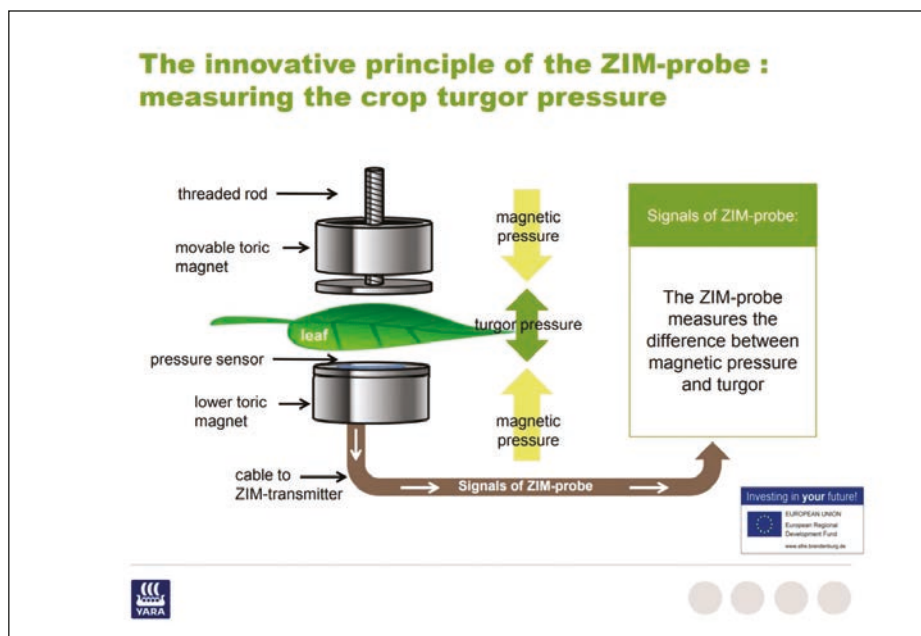 The innovative principle of the ZIM-probe :
measuring the crop turgor pressure
threaded rod
movable toric
magnet
leaf
pressure sensor
lower toric
magnet
cable to
ZIM-transmitter
magnetic
pressure
turgor pressure
magnetic
pressure
Signals of ZIM-probe
Signals of ZIM-probe:
The ZIM-probe
measures the
difference between
magnetic pressure
and turgor
Investing in your future!
EUROPEAN UNION
European Regional
Development Fund
YARA